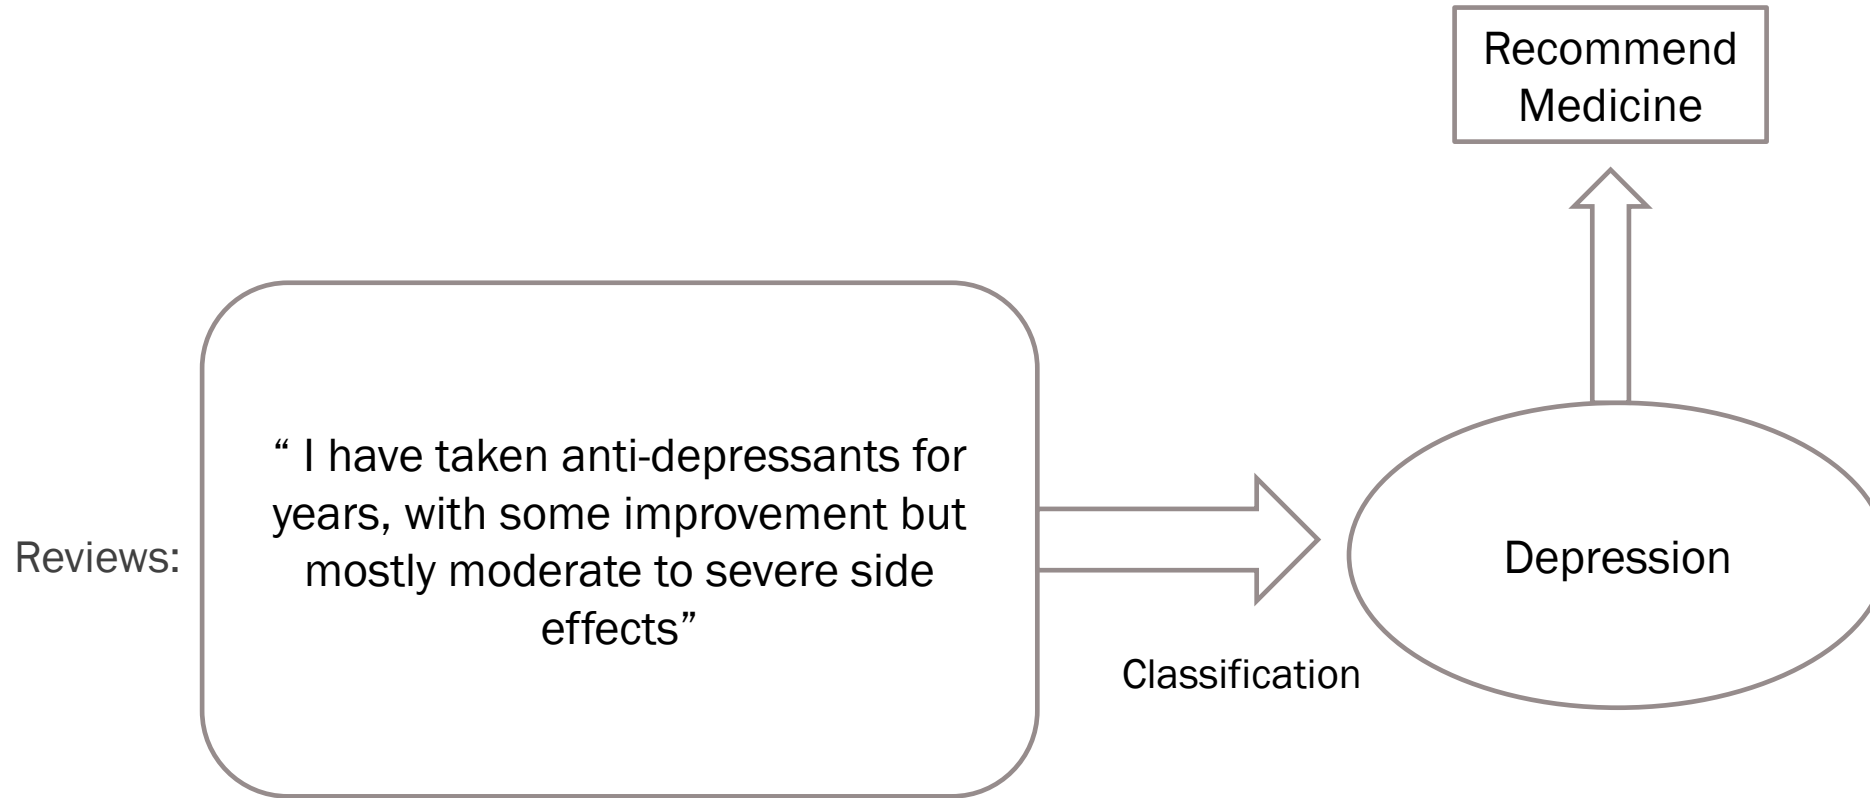 Recommend
Medicine
“ I have taken anti-depressants for
years, with some improvement but
mostly moderate to severe side
effects”
Reviews:
Depression
Classification